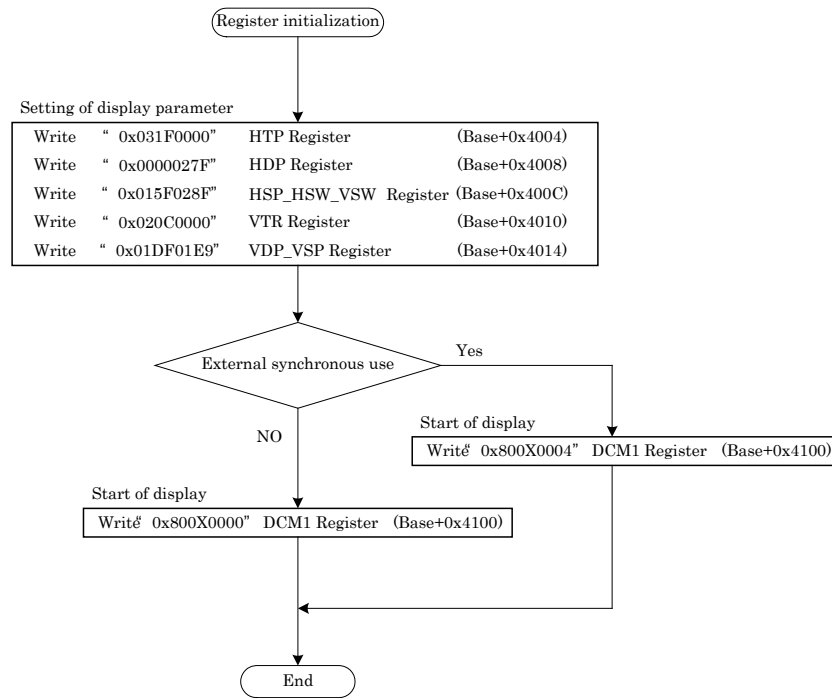 Register initialization
Setting of display parameter
Write “ 0x031F0000” HTP Register (Base+0x4004)
Write “ 0x0000027F” HDP Register (Base+0x4008)
Write “ 0x015F028F” HSP_HSW_VSW Register (Base+0x400C)
Write “ 0x020C0000” VTR Register (Base+0x4010)
Write “ 0x01DF01E9” VDP_VSP Register (Base+0x4014)
External synchronous use
Yes
NO
Start of display
Write“ 0x800X0004” DCM1 Register (Base+0x4100)
Start of display
Write“ 0x800X0000” DCM1 Register (Base+0x4100)
End